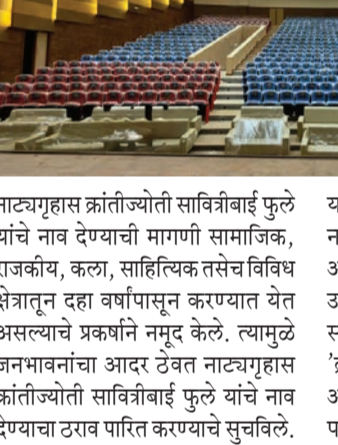 नाट्यगृहास क्रांतीज्योती सावित्रीबाई फुले
यांचे नाव देण्याची मागणी सामाजिक,
राजकीय, कला, साहित्यिक तसेच विविध
क्षेत्रातून दहा वर्षांपासून करण्यात येत
असल्याचे प्रकर्षाने नमूद केले. त्यामुळे
जनभावनांचा आदर ठेवत नाट्यगृहास
क्रांतीज्योती सावित्रीबाई फुले यांचे नाव
देण्याचा ठराव पारित करण्याचे सुचविले.